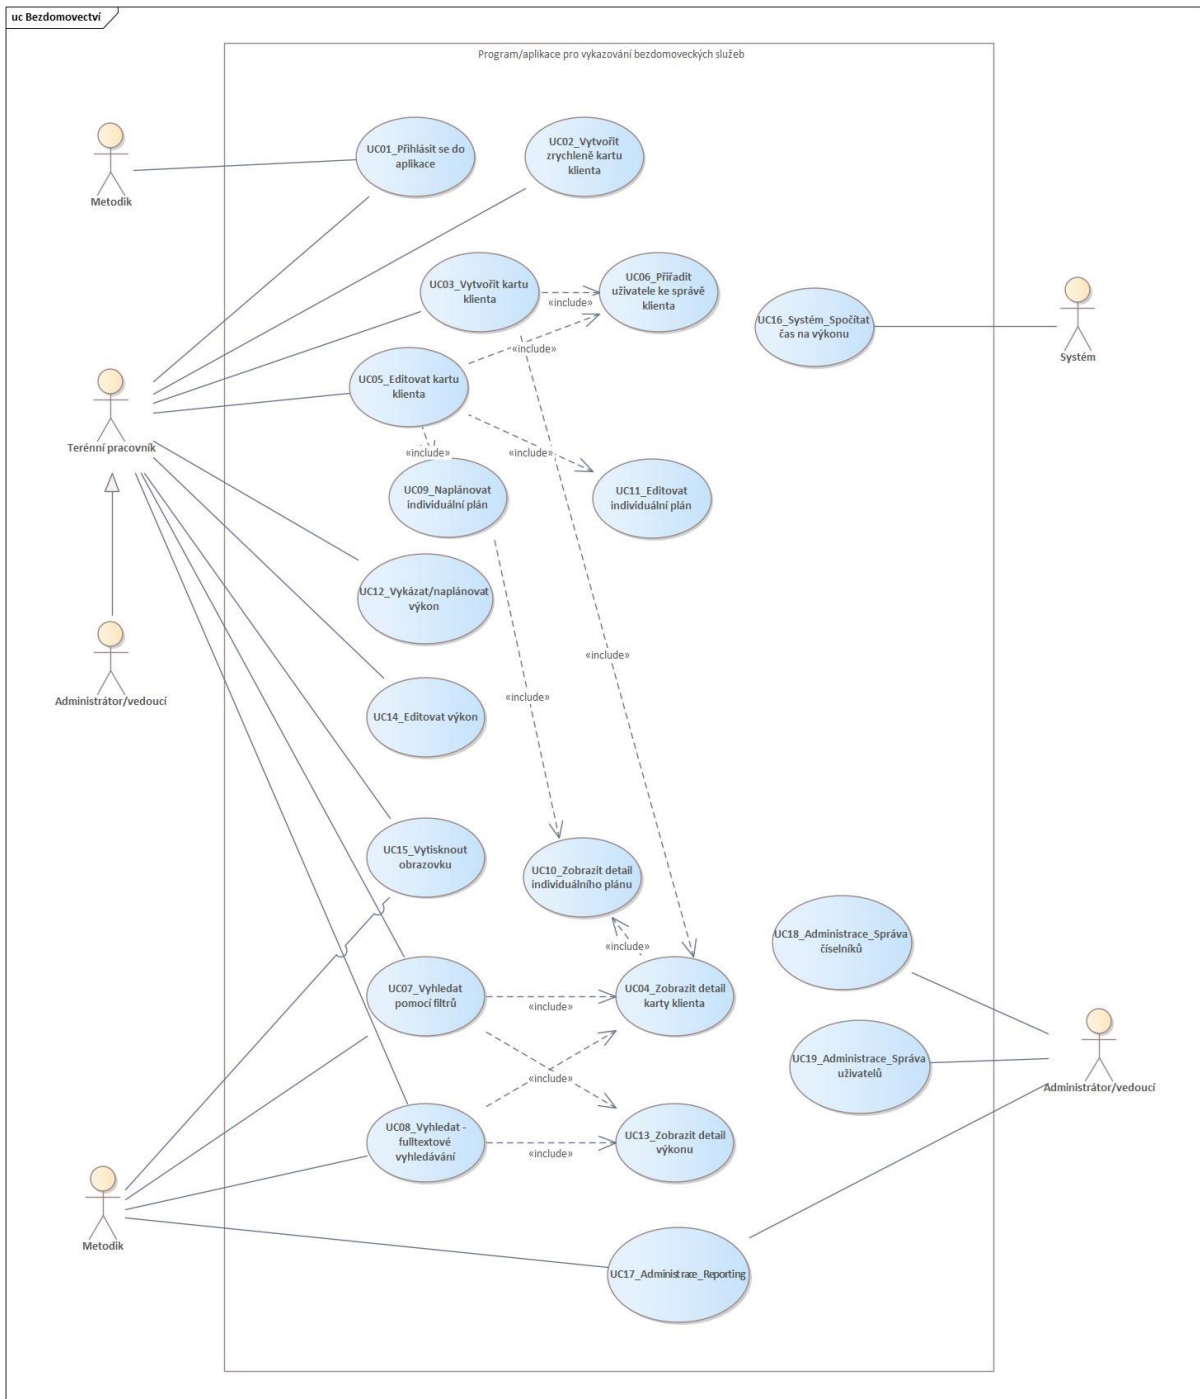 uc Bezdomovectví
Program/aplikace pro vykazování bezdomoveckých služeb
UC01_Přihlásit se do
aplikace
UC02_Vytvořit
zrychleně kartu
klienta
Metodik
UC03_Vytvořit kartu
klienta
«include»
UC06_Přiřadit
uživatele ke správě
klienta
UC16_Systém_Spočítat
čas na výkonu
Systém
«include»
UC05_Editovat kartu
klienta
Terénní pracovník
«include»
«include»
UC09_Naplánovat
individuální plán
UC11_Editovat
individuální plán
UC12_Vykázat/naplánovat
výkon
«include»
Administrátor/vedoucí
«include»
UC14_Editovat výkon
UC15_Vytisknout
obrazovku
UC10_Zobrazit detail
individuálního plánu
UC18_Administrace_Správa
číselníků
«include»
UC07_Vyhledat
pomocí filtrů
«include»
UC04_Zobrazit detail
karty klienta
UC19_Administrace_Správa
uživatelů
Administrátor/vedoucí
«include»
UC08_Vyhledat -
fulltextové
vyhledávání
«include»
UC13_Zobrazit detail
výkonu
Metodik
UC17_Administrace_Reporting